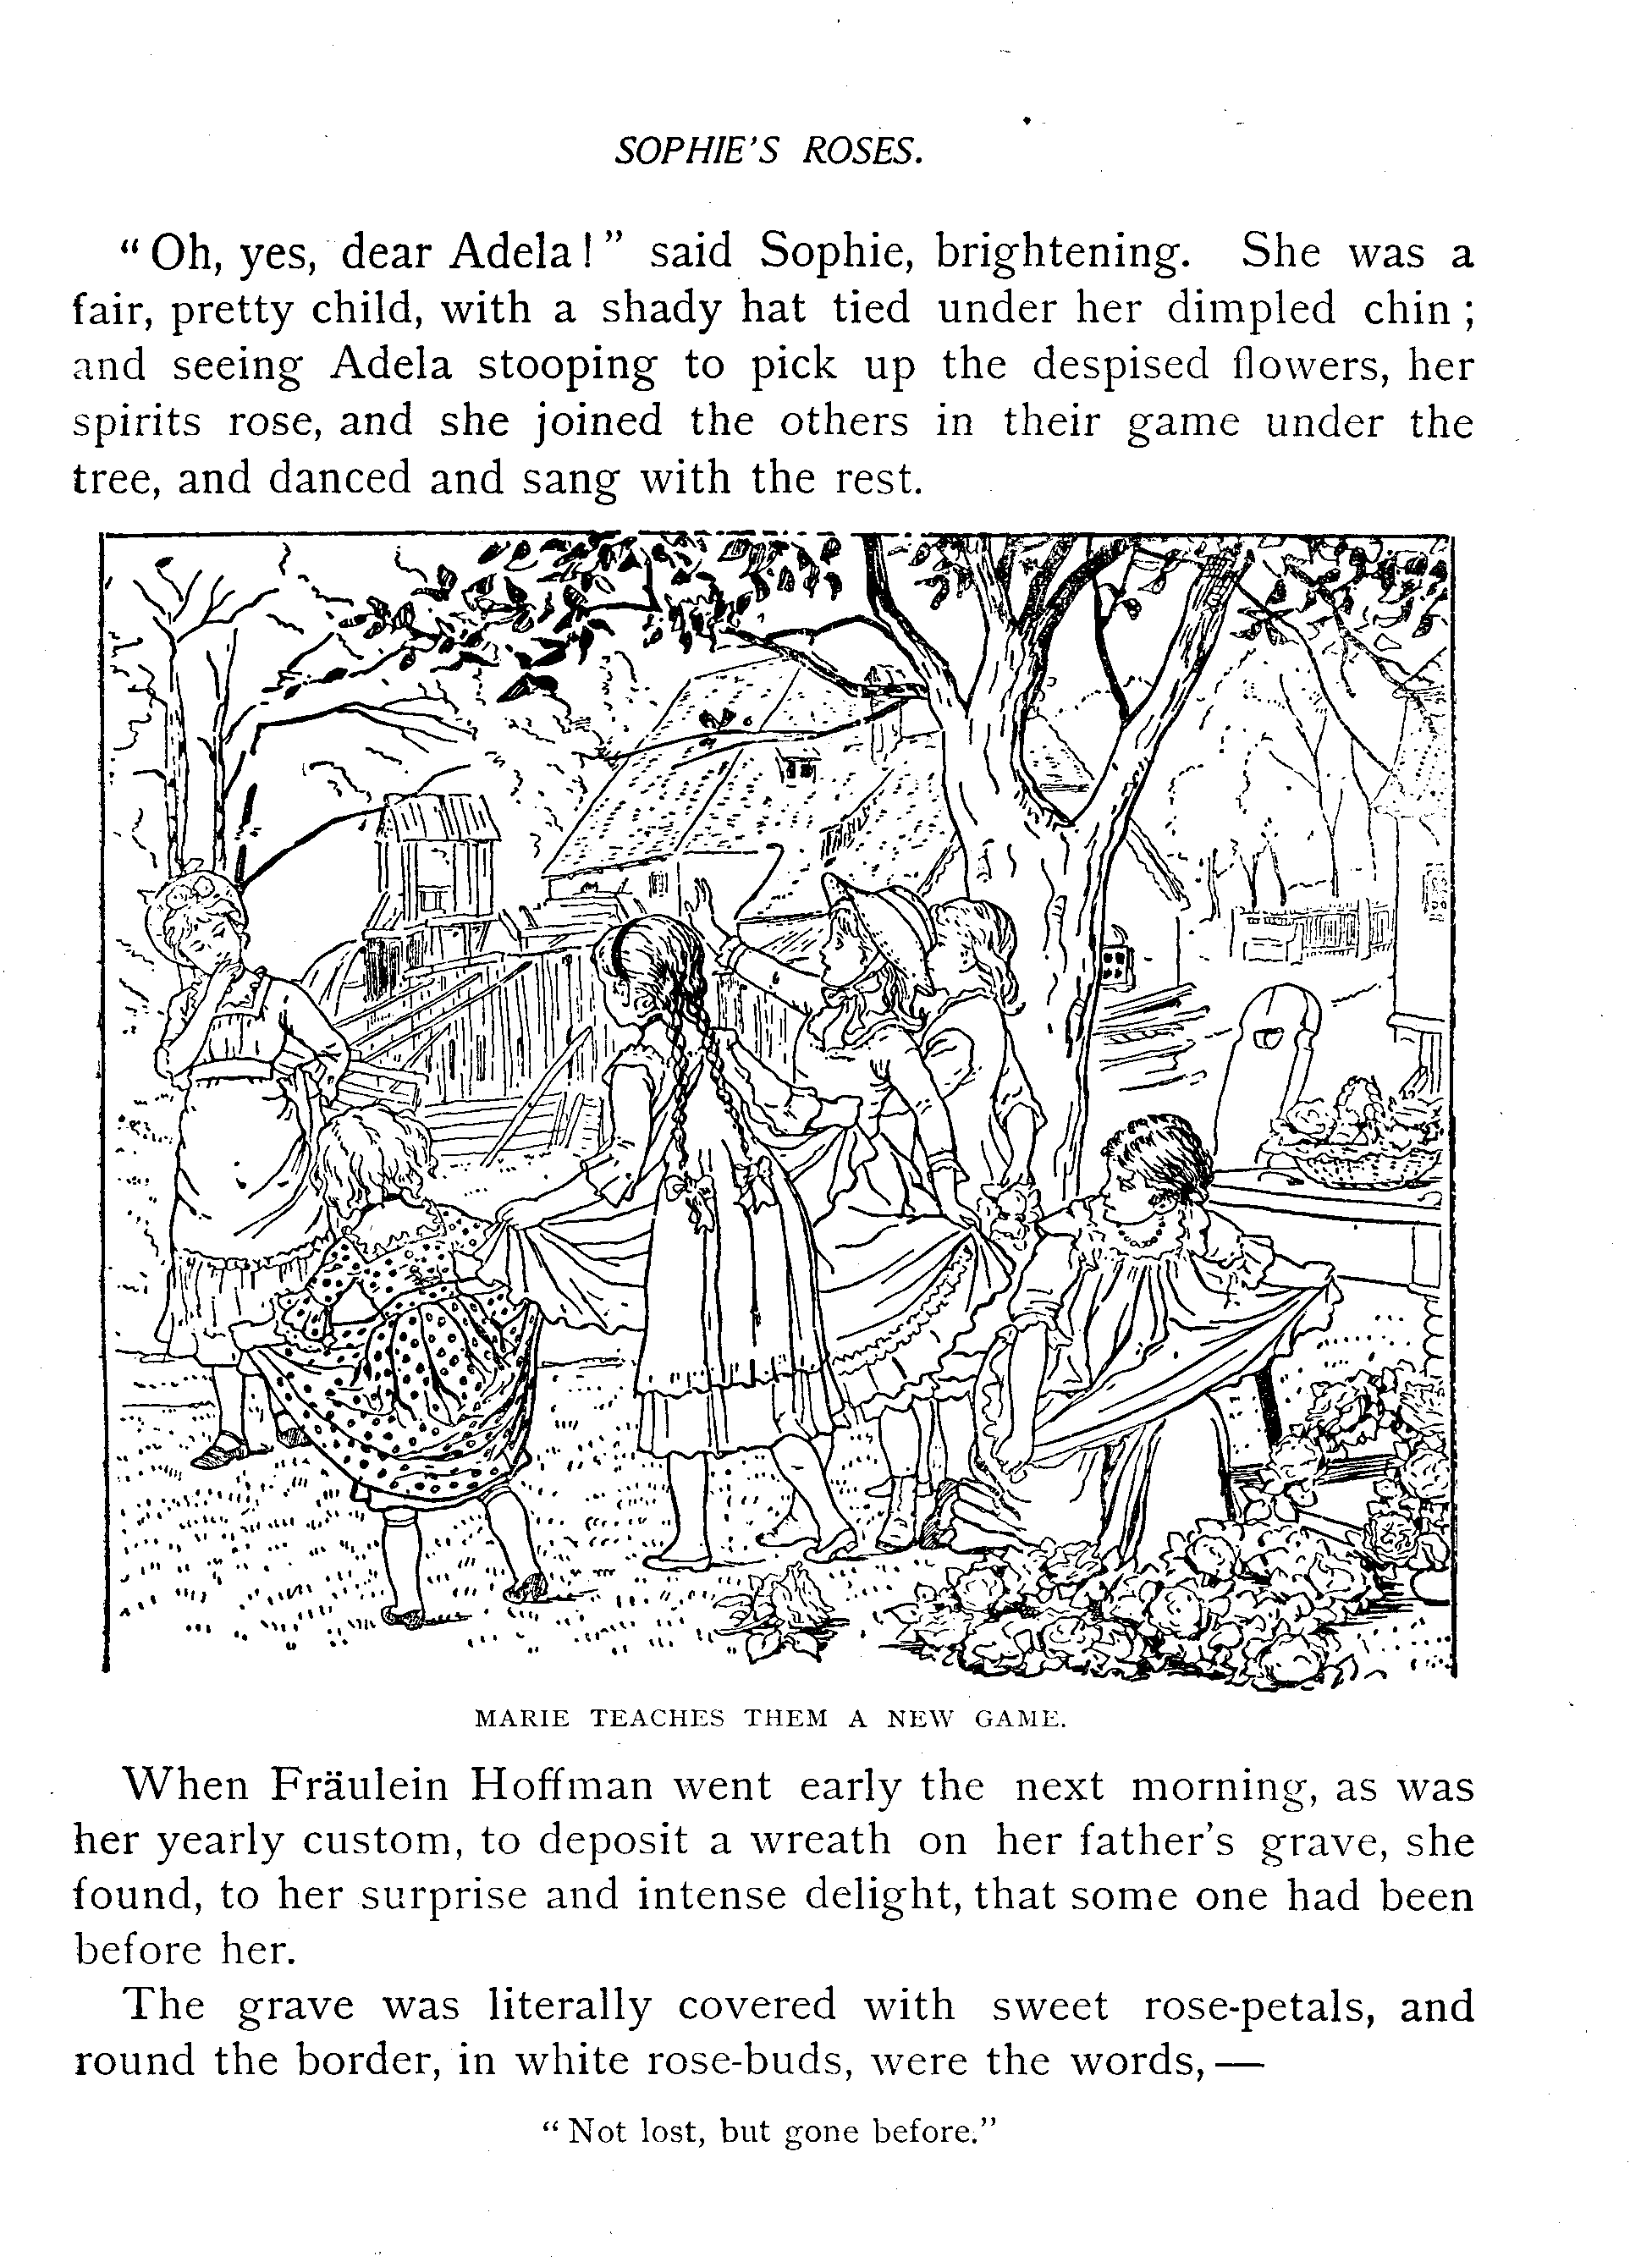 SOPHIE'S ROSES.
“Oh, yes, dear Adela!” said Sophie, brightening. She was a
fair, pretty child, with a shady hat tied under her dimpled chin;
and seeing Adela stooping to pick up the despised flowers, her
spirits rose, and she joined the others in their game under the
tree, and danced and sang with the rest.
MARIE TEACHES THEM A NEW GAME.
When Fräulein Hoffman went early the next morning, as was
her yearly custom, to deposit a wreath on her father's grave, she
found, to her surprise and intense delight, that some one had been
before her.
The grave was literally covered with sweet rose-petals, and
round the border, in white rose-buds, were the words,—
“Not lost, but gone before.”